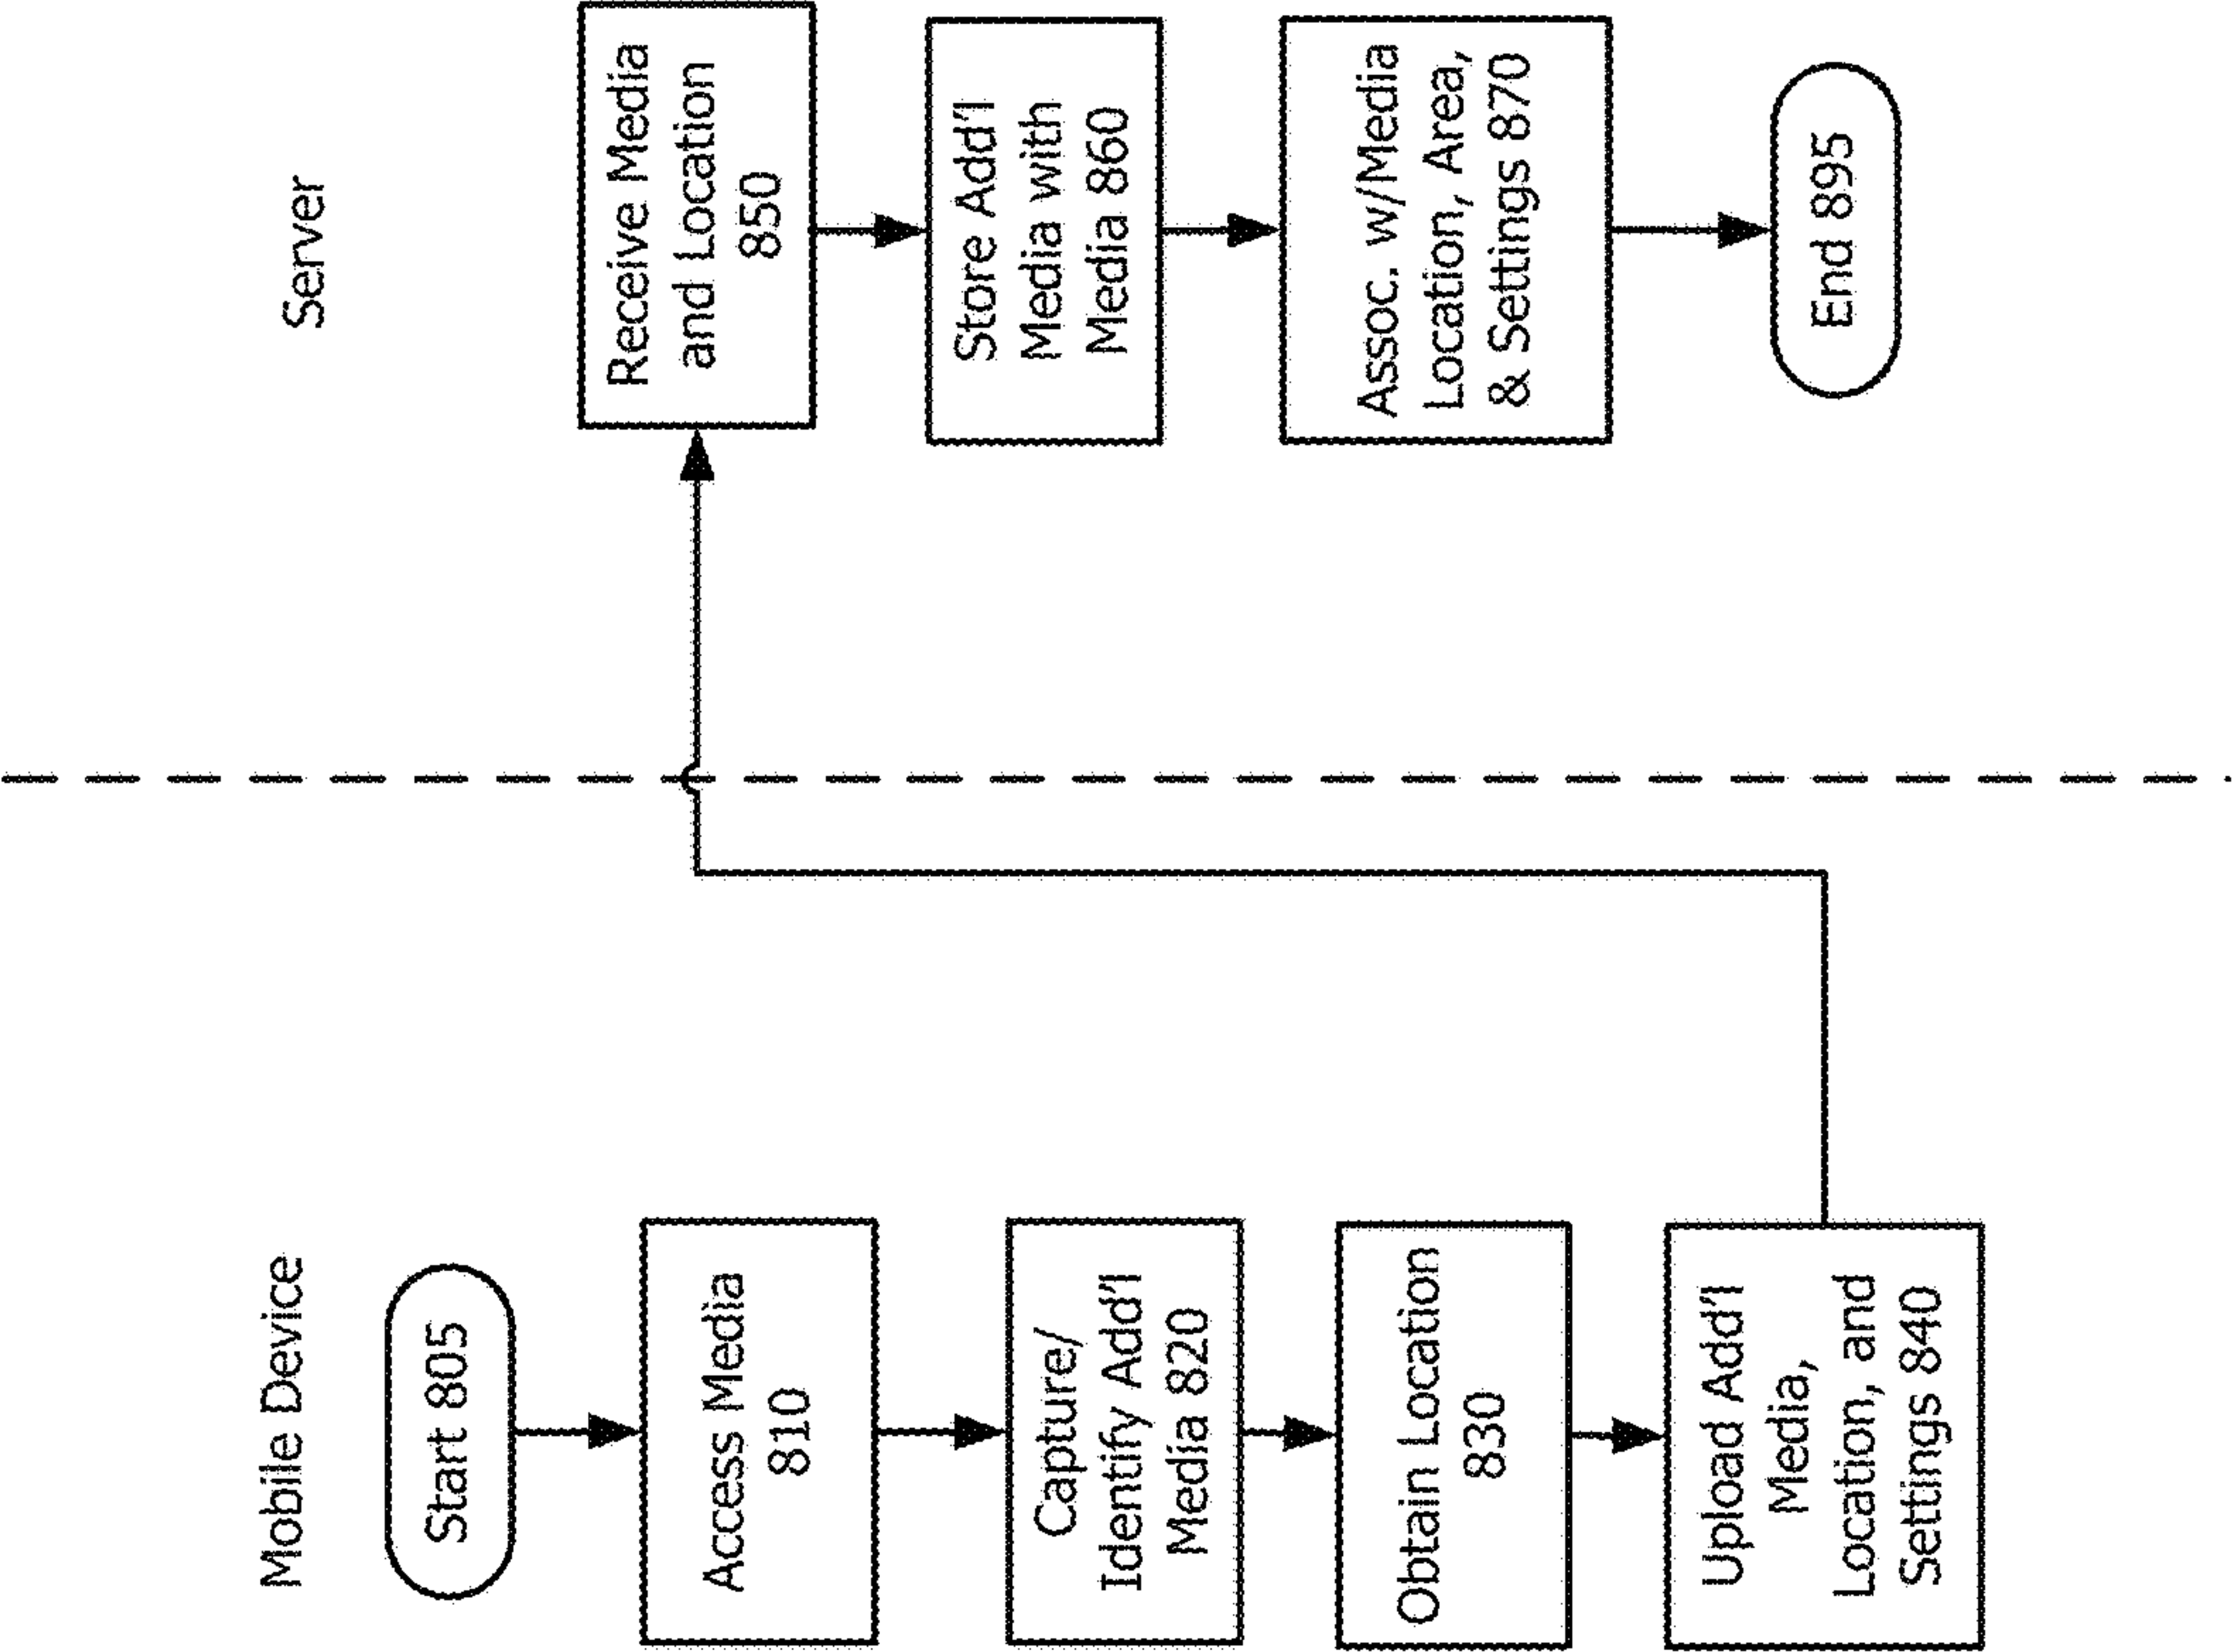 Mobile Device
Start 805
Access Media
810
Capture/
Identify Add'l
Media 820
Obtain Location
830
Upload Add'l
Media,
Location, and
Settings 840
Server
Receive Media
and Location
850
Store Add'l
Media with
Media 860
Assoc. w/Media
Location, Area,
& Settings 870
End 895